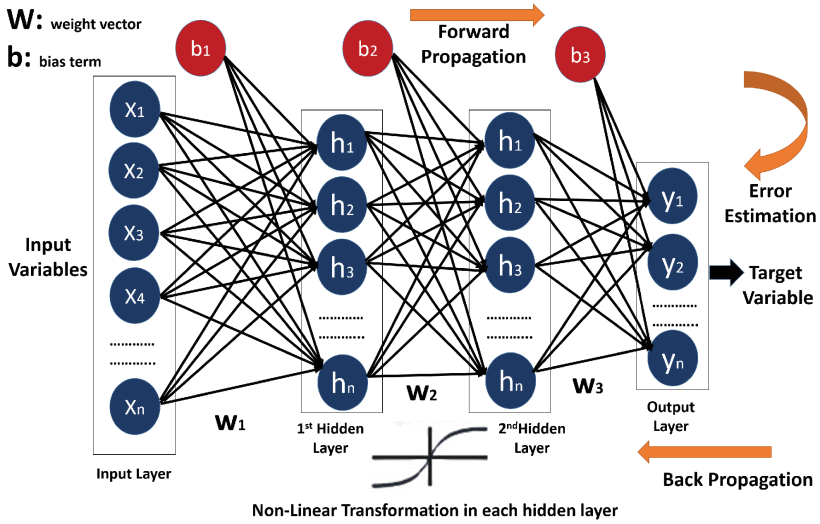 W: weight vector
b: bias term
b1
b2
b3
Forward
Propagation
Error
Estimation
Input
Variables
X1
X2
X3
X4
............
............
Xn
Input Layer
W1
h1
h2
h3
............
............
hn
1st Hidden
Layer
W2
h1
h2
h3
............
............
hn
2nd Hidden
Layer
W3
y1
y2
............
............
yn
Output
Layer
Target
Variable
Back Propagation
Non-Linear Transformation in each hidden layer